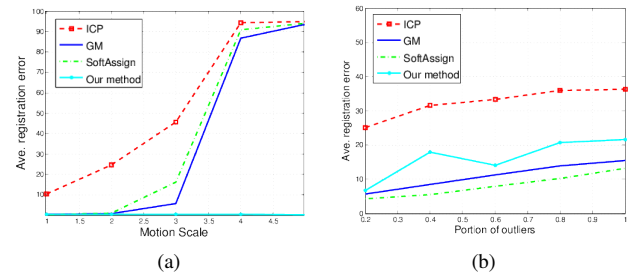 100
90
80
70
60
50
40
30
20
10
1
1.5
2
2.5
3
3.5
4
4.5
Ave. registration error
Motion Scale
ICP
GM
SoftAssign
Our method
(a)
60
50
40
30
20
10
0
0.2
0.3
0.4
0.5
0.6
0.7
0.8
0.9
1
Ave. registration error
Portion of outliers
ICP
GM
SoftAssign
Our method
(b)